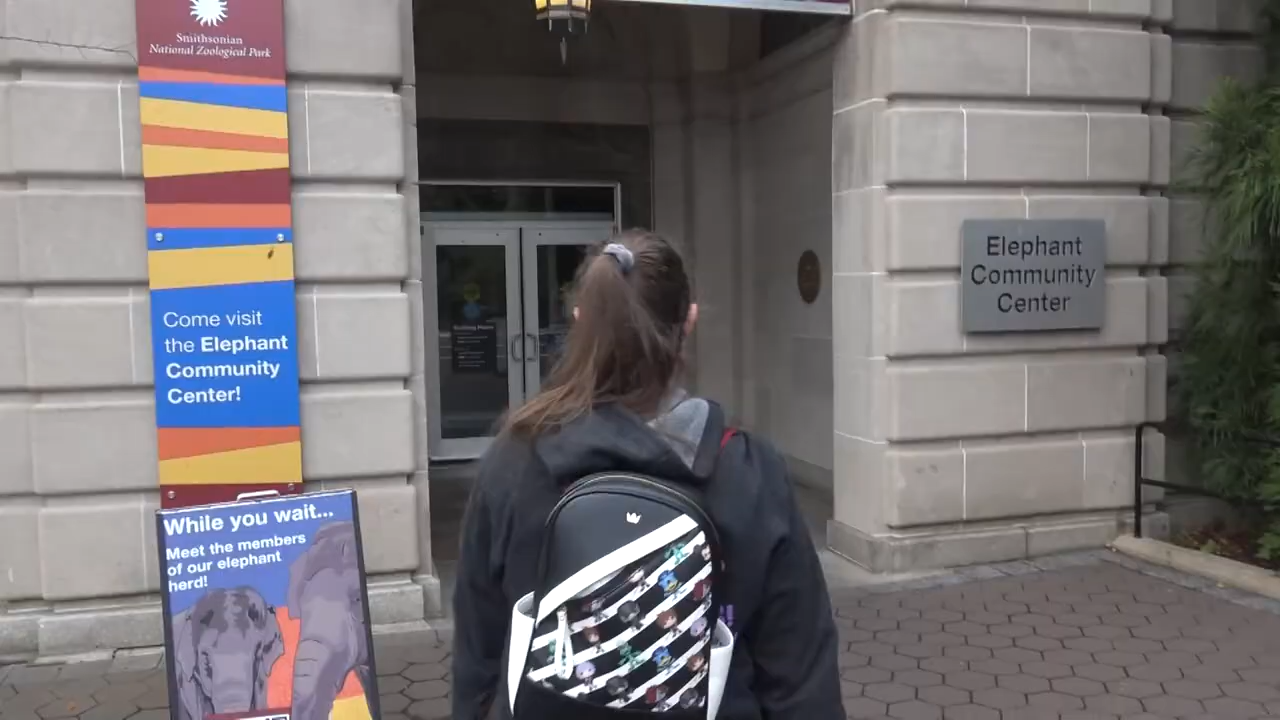 Smithsonian
National Zoological Park
Come visit
the Elephant
Community
Center!
While you wait...
Meet the members
of our elephant
herd!
Elephant
Community
Center